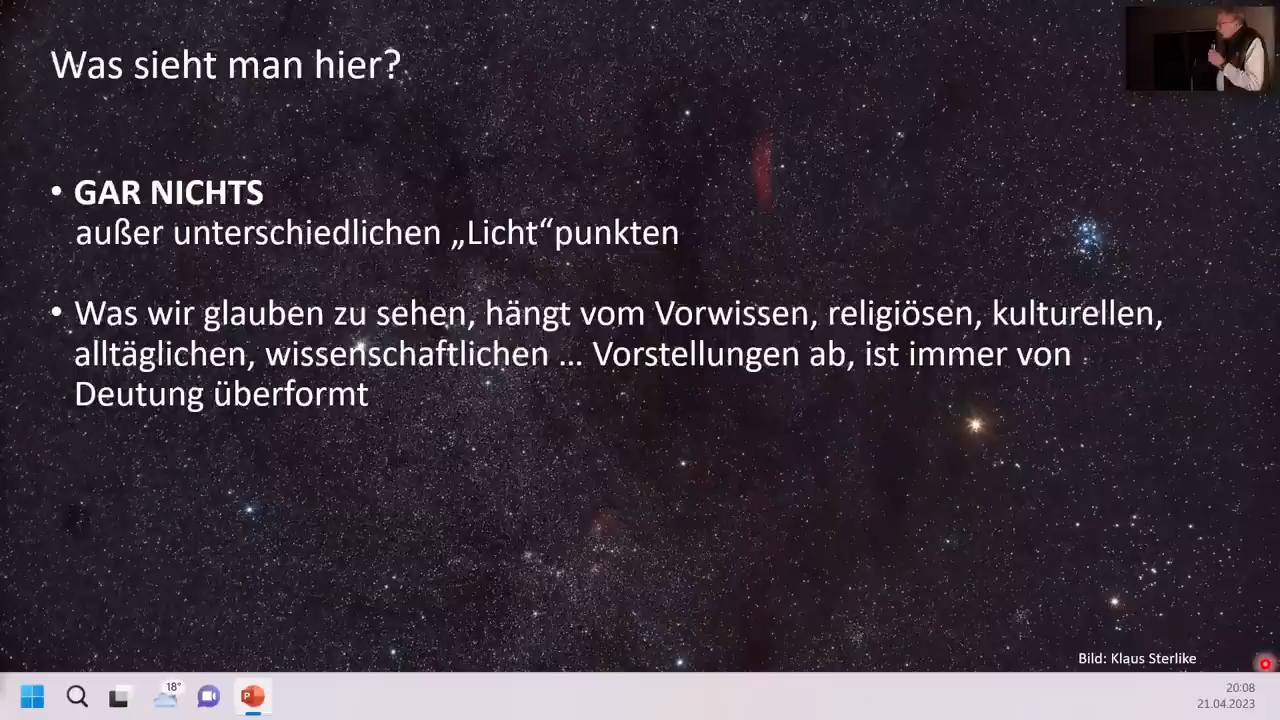 Was sieht man hier?
• GAR NICHTS
außer unterschiedlichen „Licht“punkten
• Was wir glauben zu sehen, hängt vom Vorwissen, religiösen, kulturellen,
alltäglichen, wissenschaftlichen ... Vorstellungen ab, ist immer von
Deutung überformt
Bild: Klaus Sterlike
18°
P
20:08
21.04.2023